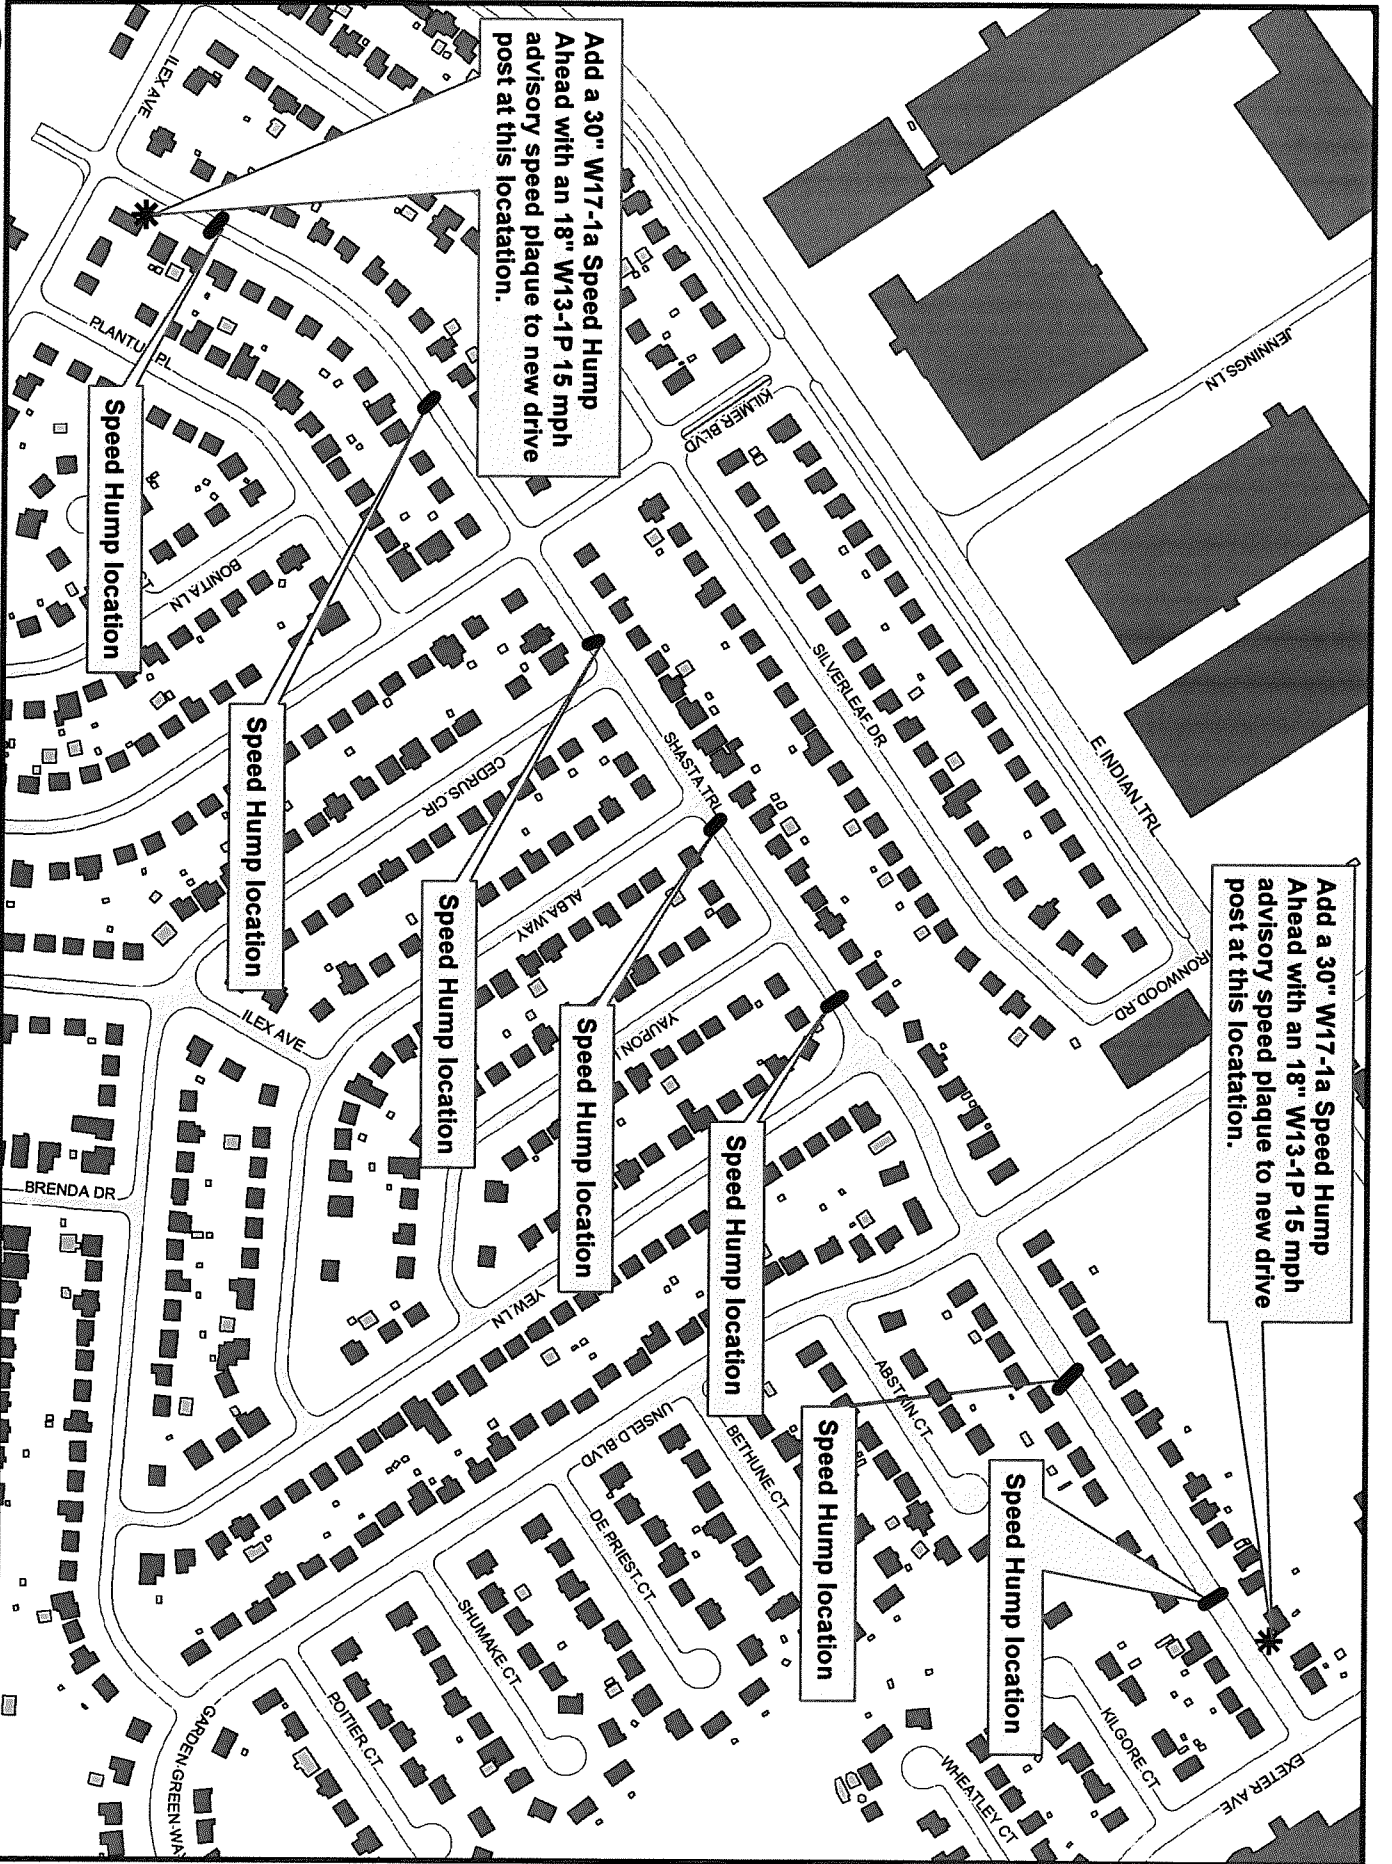 Add a 30" W17-1a Speed Hump
Ahead with an 18" W13-1P 15 mph
advisory speed plaque to new drive
post at this locatation.
Add a 30" W17-1a Speed Hump
Ahead with an 18" W13-1P 15 mph
advisory speed plaque to new drive
post at this locatation.
Speed Hump location
Speed Hump location
Speed Hump location
Speed Hump location
Speed Hump location
Speed Hump location
Speed Hump location
JENNINGS LN
E INDIAN TRL
IRONWOOD RD
KILMER BLVD
SILVERLEAF DR
SHASTA TRL
ILEX AVE
BONITA LN
CT
CEDRUS CIR
ALBA WAY
YAUPON
ILEX AVE
BRENDA DR
YEW LN
UNSELD BLVD
ABSTAIN CT
BETHUNE CT
DE PRIEST CT
SHUMAKE CT
POITIER CT
GARDEN GREEN WA
WHEATLEY CT
KILGORE CT
EXETER AVE
PL